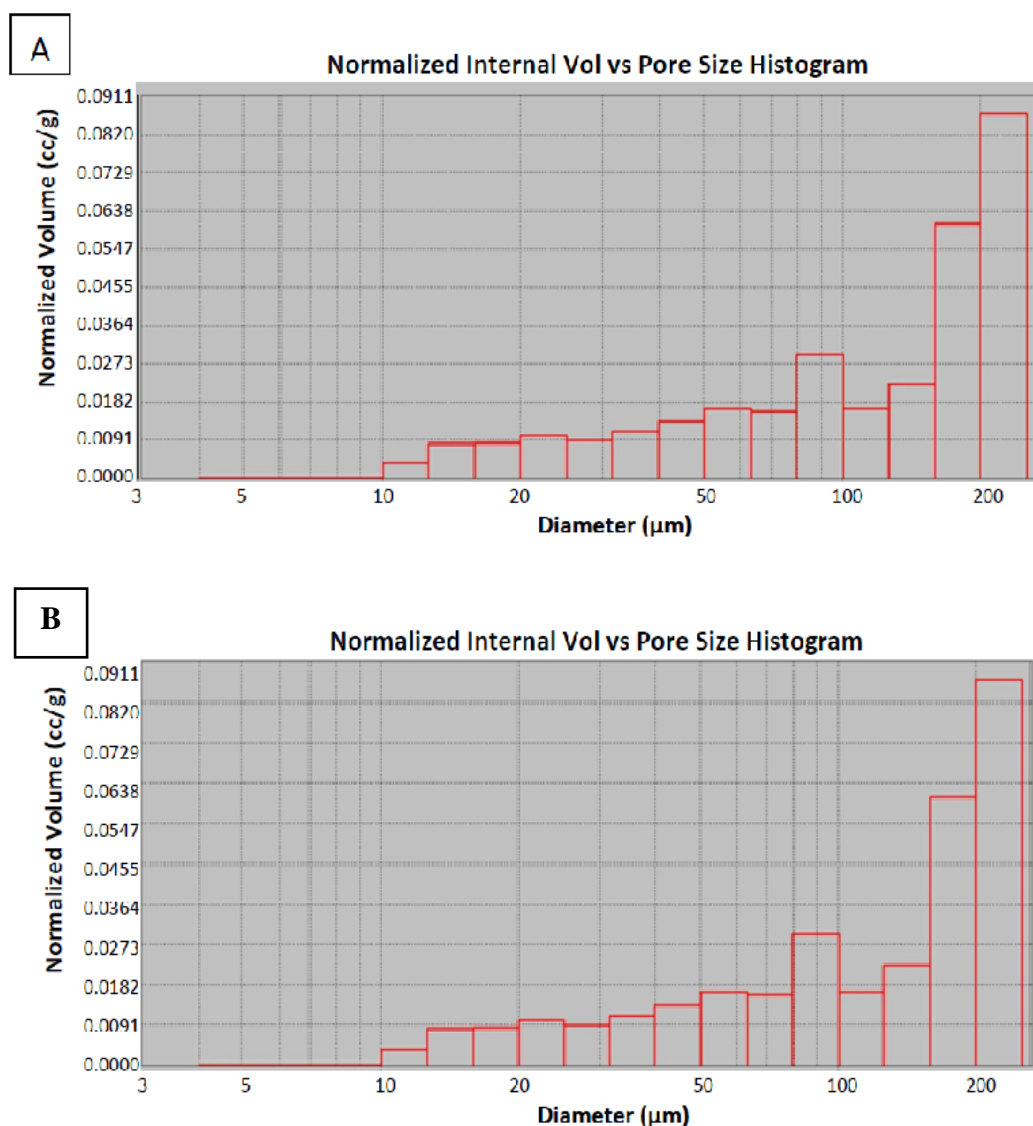 A
Normalized Internal Vol vs Pore Size Histogram
Normalized Volume (cc/g)
0.0911
0.0820
0.0729
0.0638
0.0547
0.0455
0.0364
0.0273
0.0182
0.0091
0.0000
3 5 10 20 50 100 200
Diameter (µm)
B
Normalized Internal Vol vs Pore Size Histogram
Normalized Volume (cc/g)
0.0911
0.0820
0.0729
0.0638
0.0547
0.0455
0.0364
0.0273
0.0182
0.0091
0.0000
3 5 10 20 50 100 200
Diameter (µm)